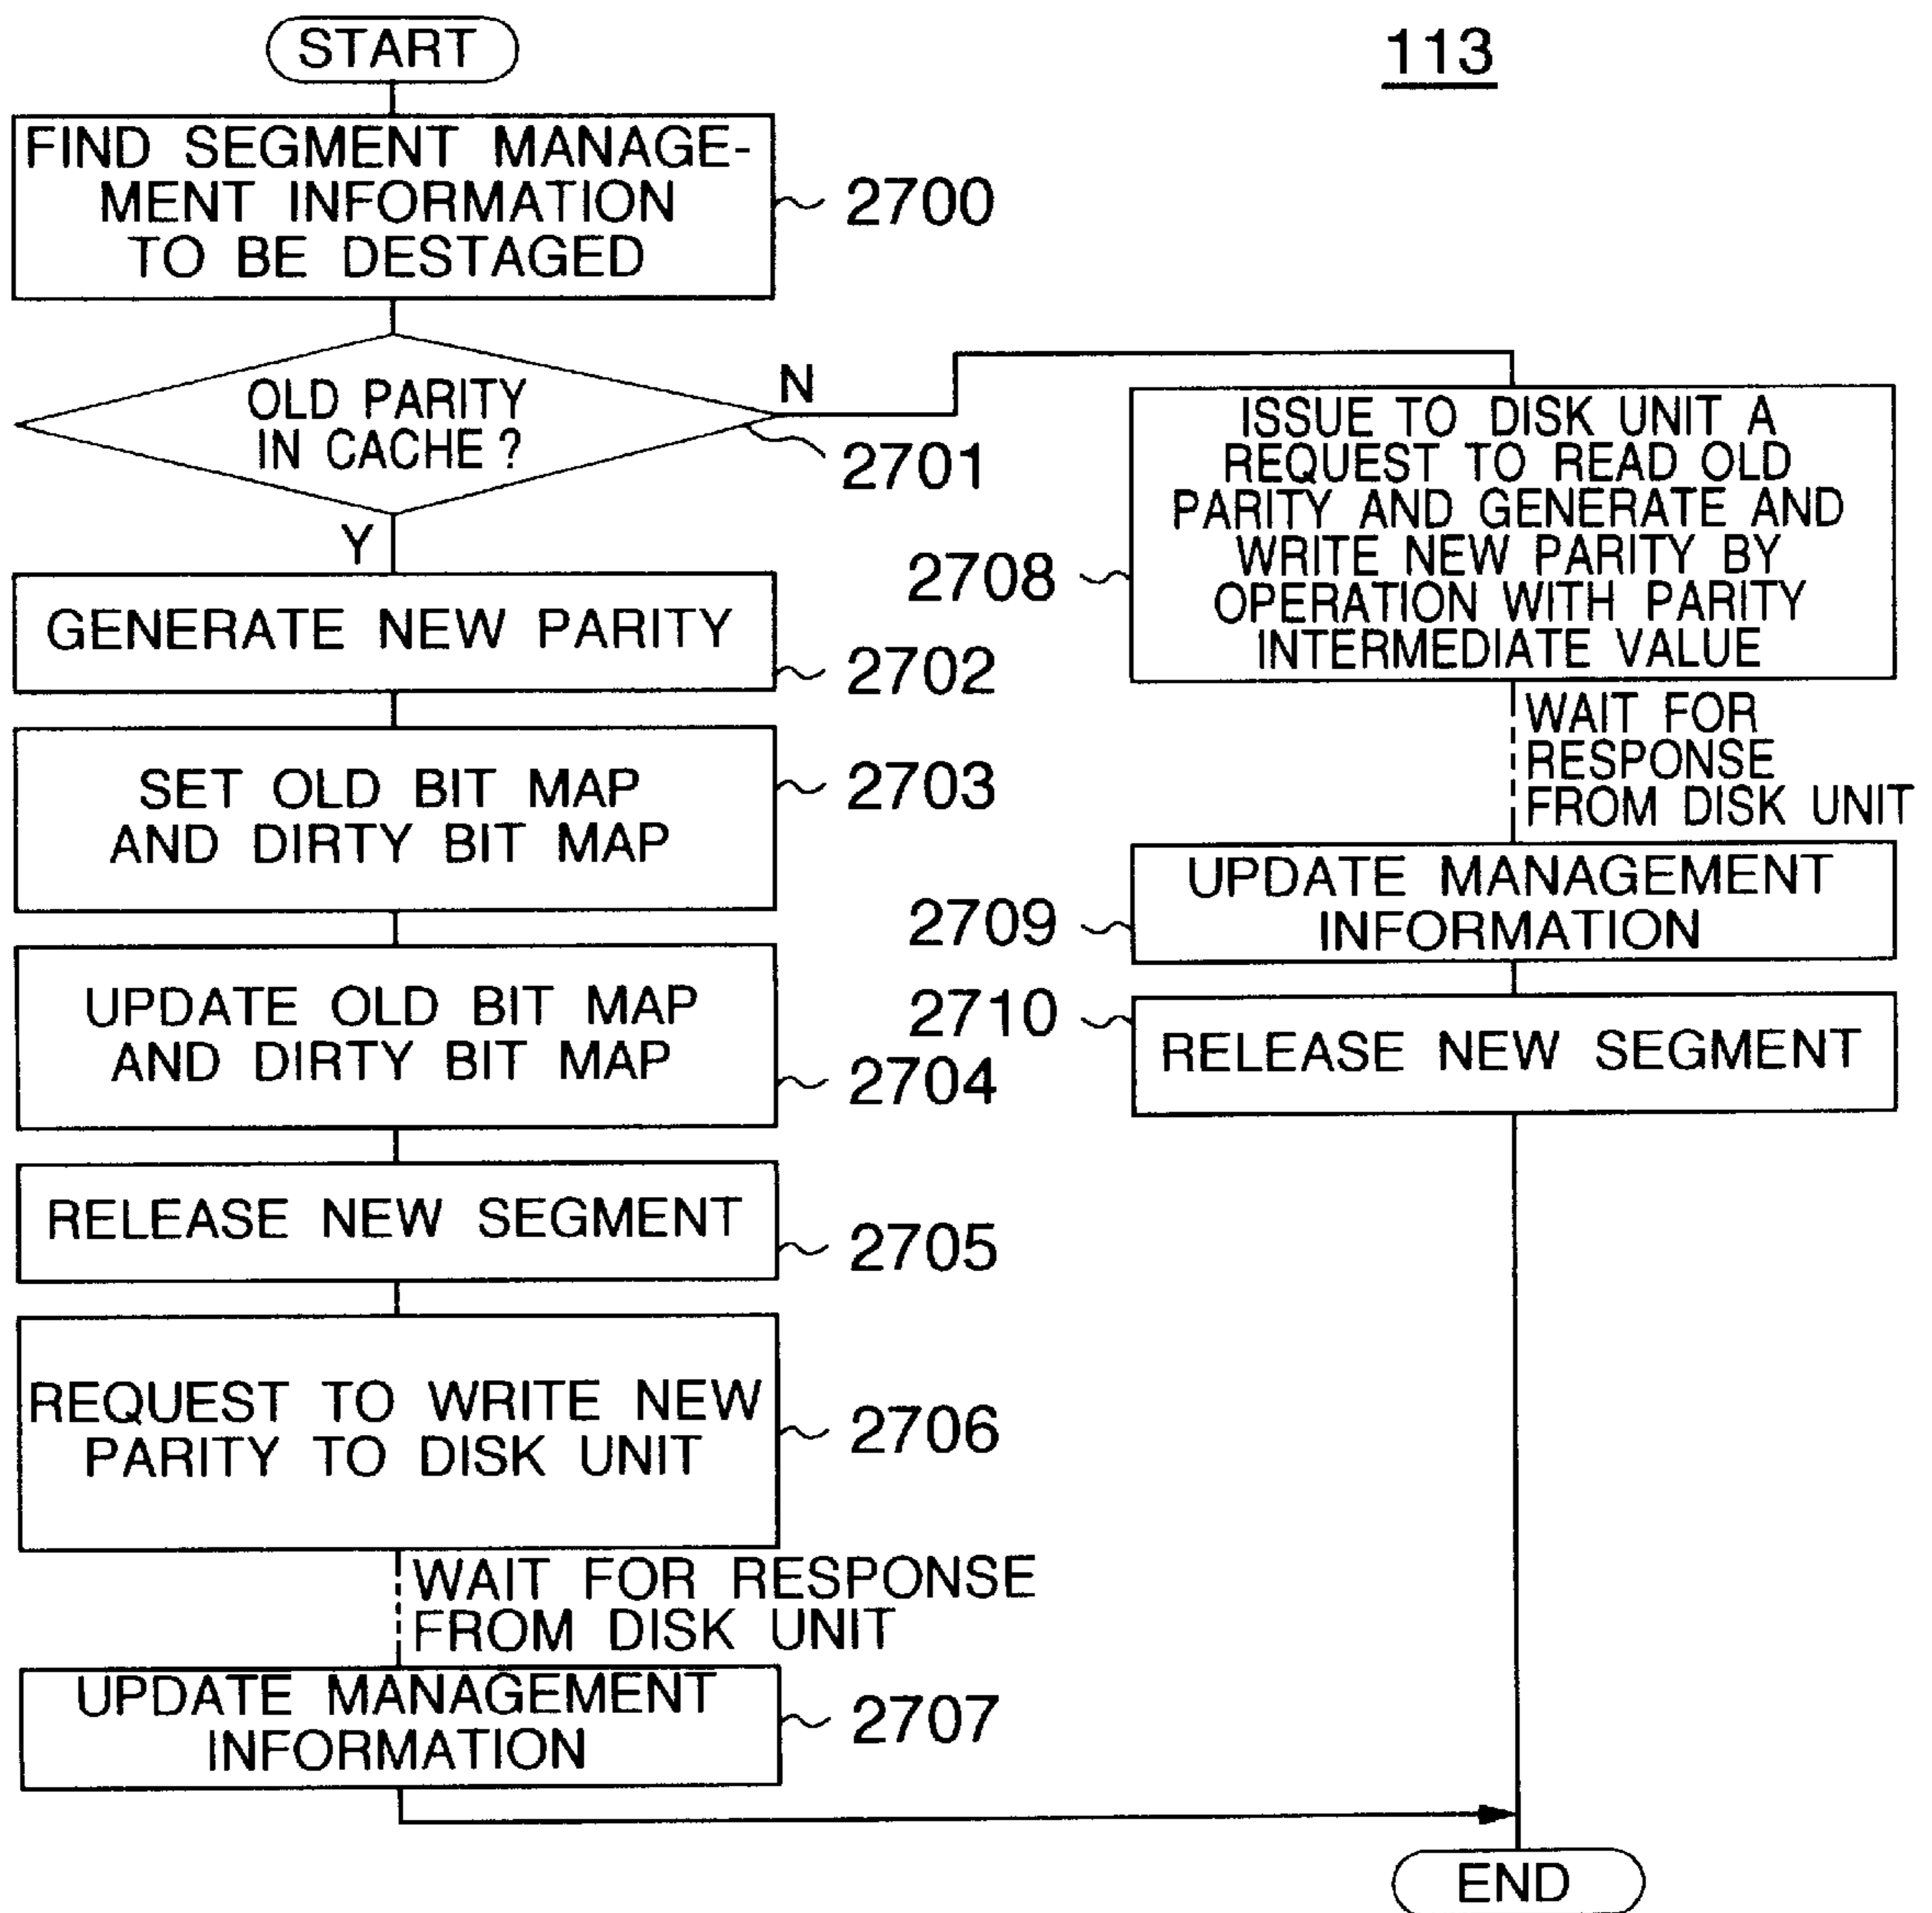 START
113
FIND SEGMENT MANAGE-
MENT INFORMATION
TO BE DESTAGED
2700
OLD PARITY
IN CACHE ?
2701
N
Y
GENERATE NEW PARITY
2702
SET OLD BIT MAP
AND DIRTY BIT MAP
2703
UPDATE OLD BIT MAP
AND DIRTY BIT MAP
2704
RELEASE NEW SEGMENT
2705
REQUEST TO WRITE NEW
PARITY TO DISK UNIT
2706
WAIT FOR RESPONSE
FROM DISK UNIT
UPDATE MANAGEMENT
INFORMATION
2707
ISSUE TO DISK UNIT A
REQUEST TO READ OLD
PARITY AND GENERATE AND
WRITE NEW PARITY BY
OPERATION WITH PARITY
INTERMEDIATE VALUE
2708
WAIT FOR
RESPONSE
FROM DISK UNIT
UPDATE MANAGEMENT
INFORMATION
2709
2710
RELEASE NEW SEGMENT
END